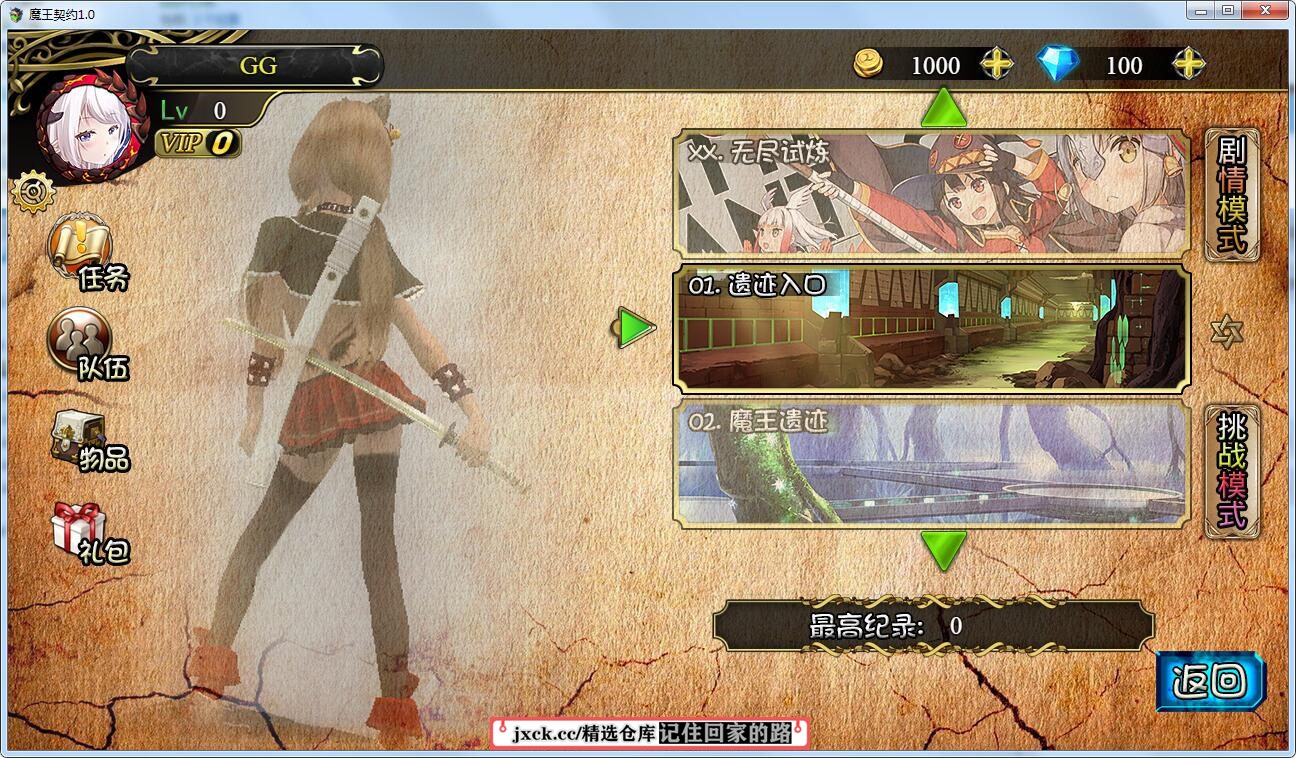 魔王契约1.0
GG
1000
100
Lv 0
VIP 0
XX. 无尽试炼
剧情模式
任务
01. 遗迹入口
队伍
02. 魔王遗迹
挑战模式
物品
礼包
最高纪录: 0
返回
jxck.cc/精选仓库 记住回家的路